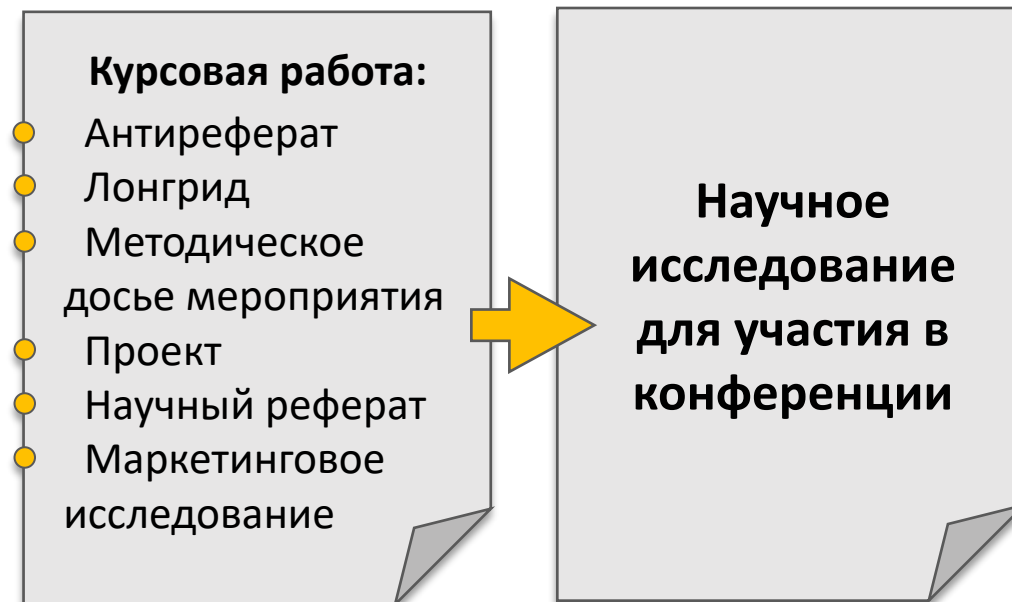 Курсовая работа:
Антиреферат
Лонгрид
Методическое
досье мероприятия
Проект
Научный реферат
Маркетинговое
исследование
Научное
исследование
для участия в
конференции